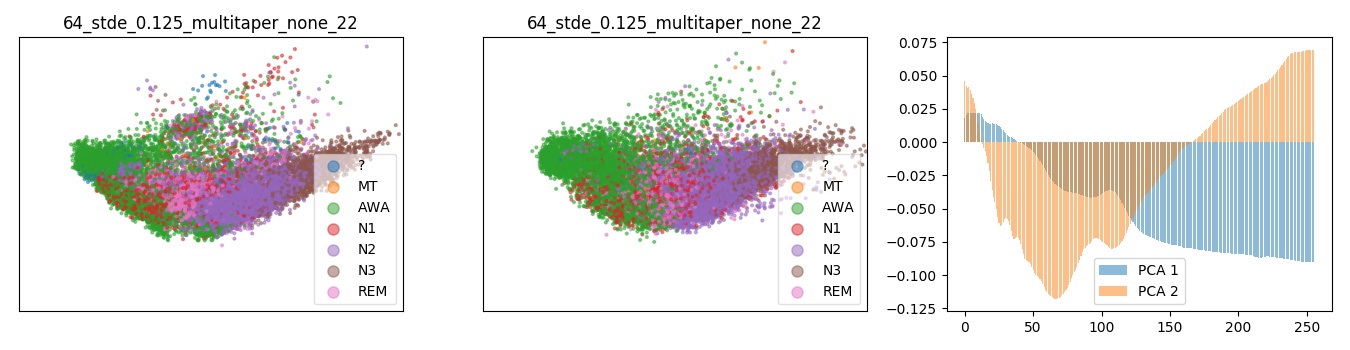 64_stde_0.125_multitaper_none_22
?
MT
AWA
N1
N2
N3
REM
64_stde_0.125_multitaper_none_22
?
MT
AWA
N1
N2
N3
REM
0.075
0.050
0.025
0.000
−0.025
−0.050
−0.075
−0.100
−0.125
0
50
100
150
200
250
PCA 1
PCA 2